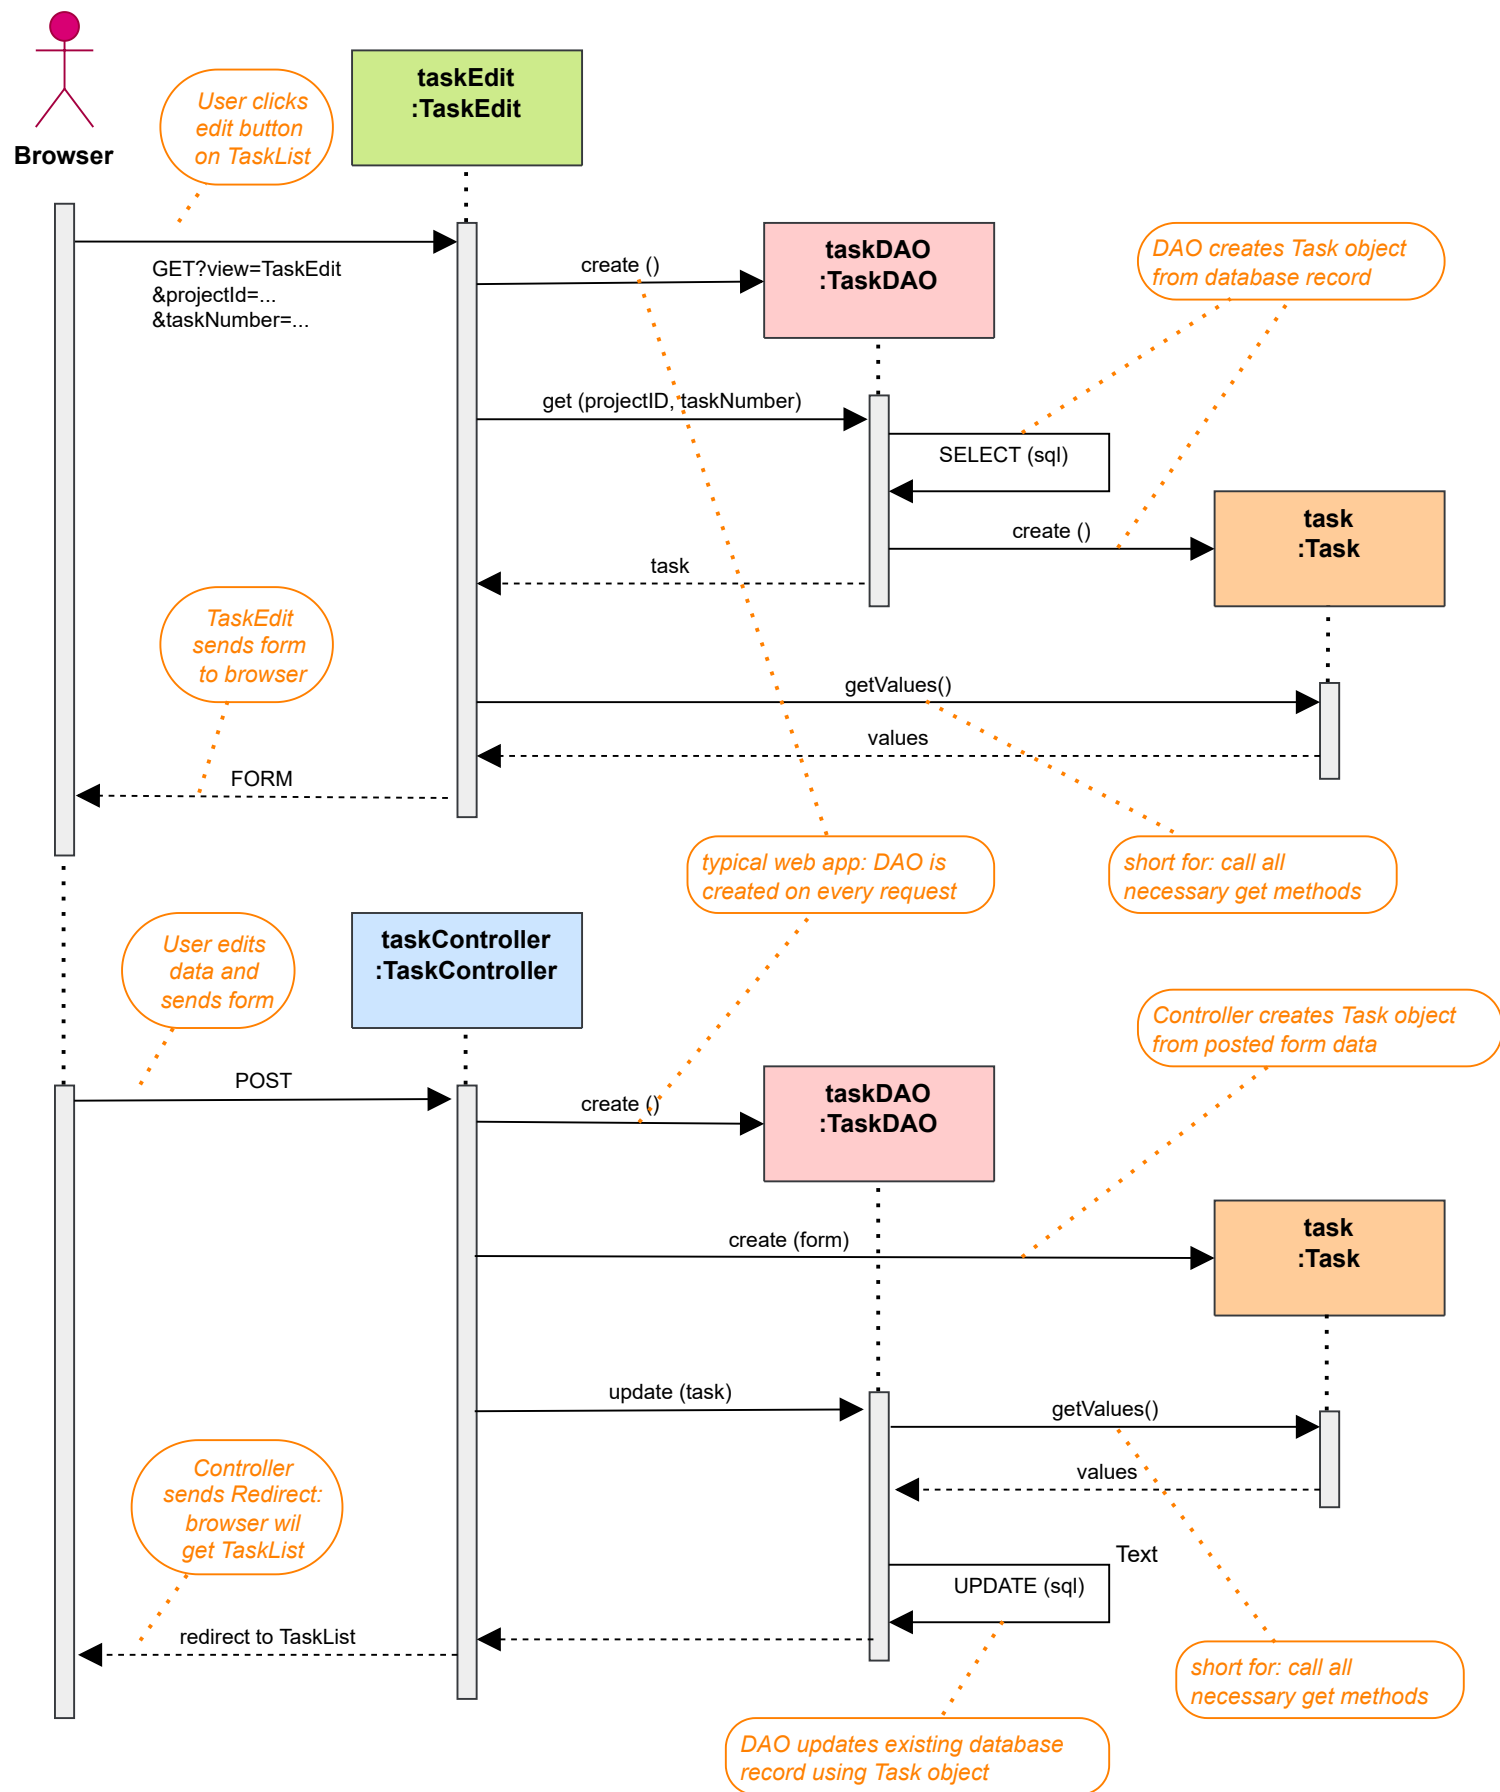 Browser
User clicks
edit button
on TaskList
taskEdit
:TaskEdit
GET?view=TaskEdit
&projectId=...
&taskNumber=...
create ()
taskDAO
:TaskDAO
DAO creates Task object
from database record
get (projectID, taskNumber)
SELECT (sql)
create ()
task
:Task
task
TaskEdit
sends form
to browser
getValues()
values
FORM
typical web app: DAO is
created on every request
short for: call all
necessary get methods
User edits
data and
sends form
taskController
:TaskController
Controller creates Task object
from posted form data
POST
create ()
taskDAO
:TaskDAO
create (form)
task
:Task
update (task)
getValues()
values
Controller
sends Redirect:
browser wil
get TaskList
Text
UPDATE (sql)
redirect to TaskList
short for: call all
necessary get methods
DAO updates existing database
record using Task object